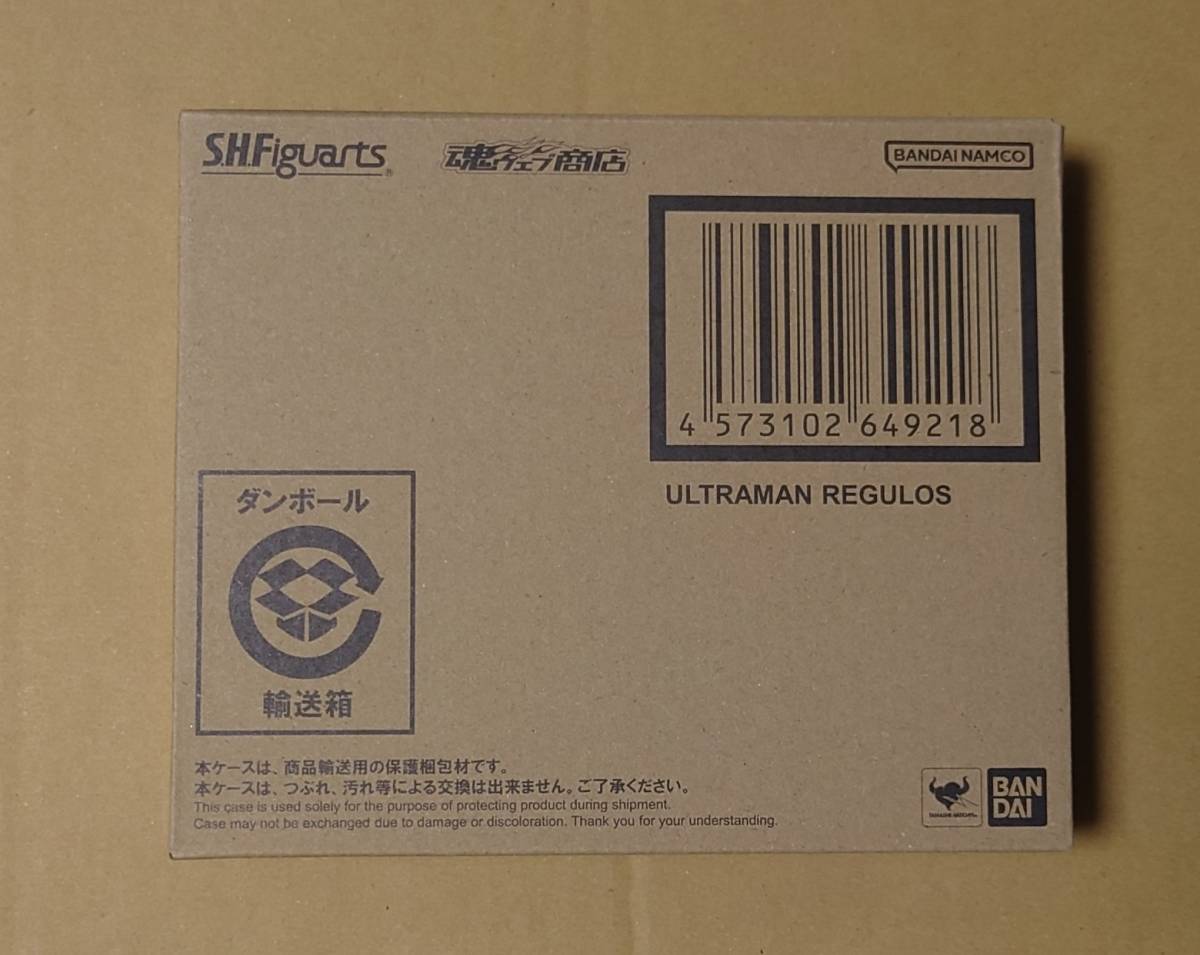 S.H.Figuarts®
魂ウェブ商店
BANDAI NAMCO
4 573102 649218
ULTRAMAN REGULOS
ダンボール
輸送箱
本ケースは、商品輸送用の保護梱包材です。
本ケースは、つぶれ、汚れ等による交換は出来ません。ご了承ください。
This case is used solely for the purpose of protecting product during shipment.
Case may not be exchanged due to damage or discoloration. Thank you for your understanding.
TAMASHII NATIONS
BAN
DAI